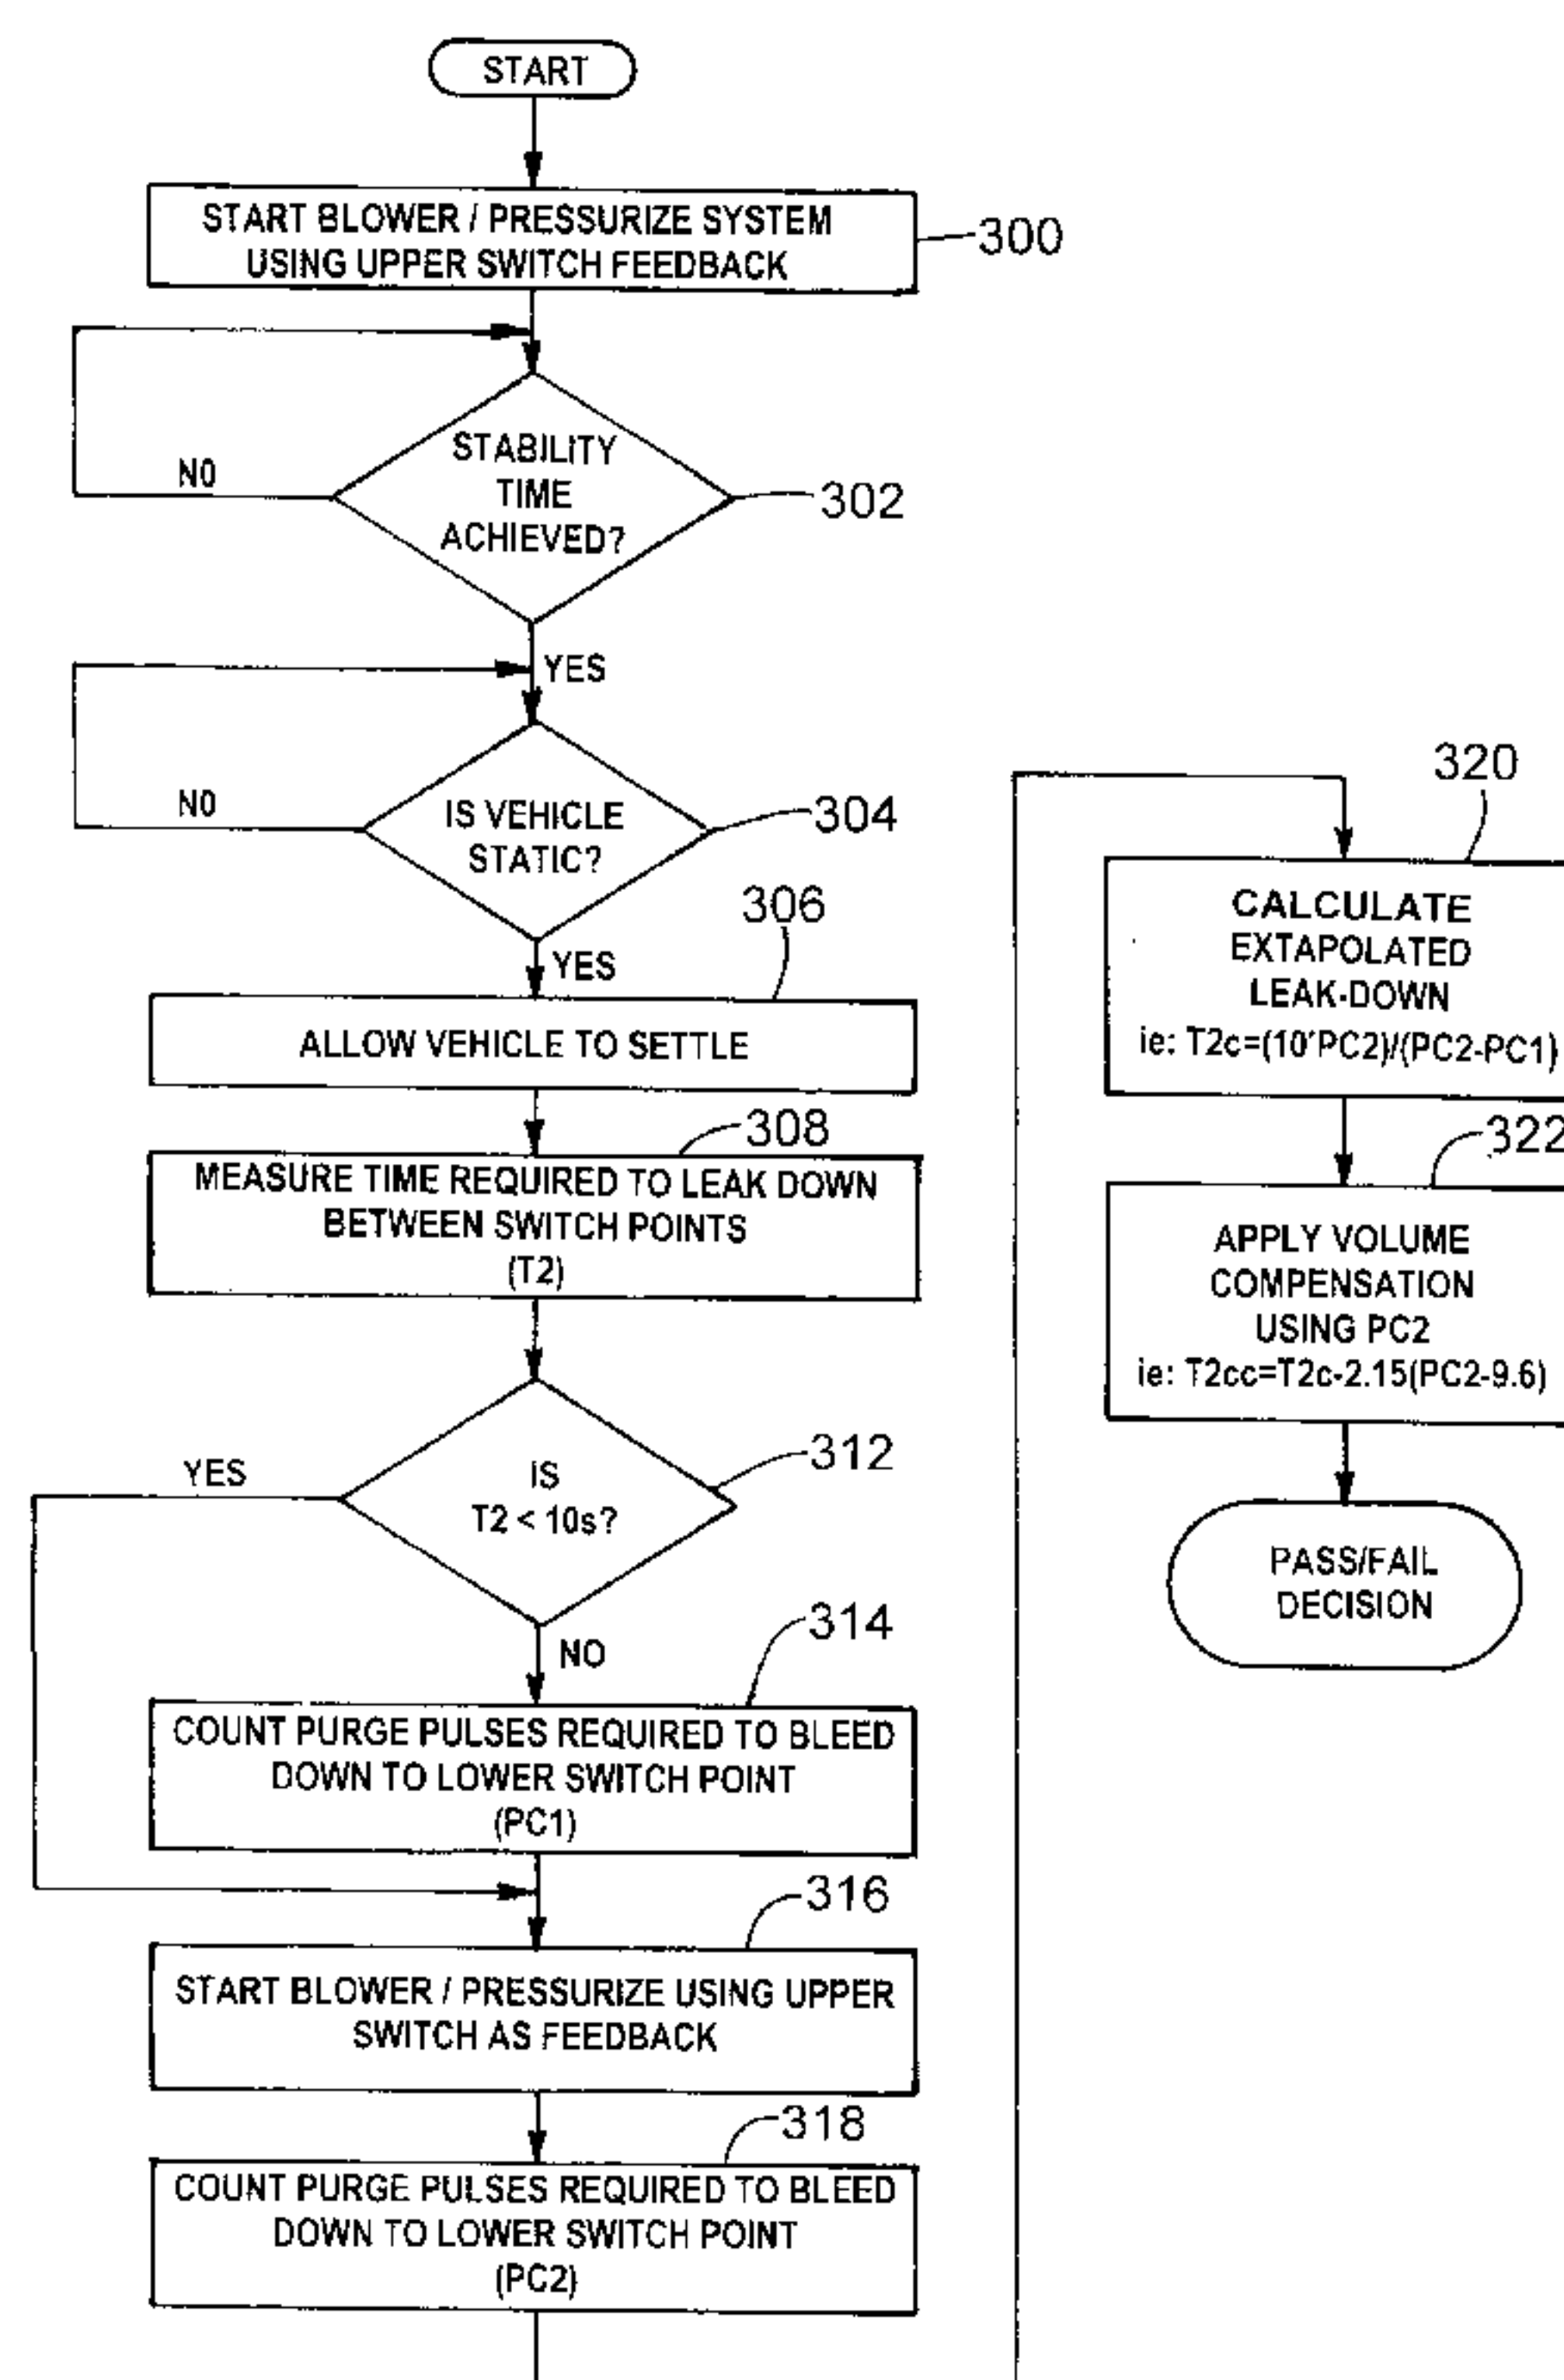 START
START BLOWER / PRESSURIZE SYSTEM
USING UPPER SWITCH FEEDBACK
300
STABILITY
TIME
ACHIEVED?
302
NO
YES
IS VEHICLE
STATIC?
304
NO
YES
306
ALLOW VEHICLE TO SETTLE
308
MEASURE TIME REQUIRED TO LEAK DOWN
BETWEEN SWITCH POINTS
(T2)
IS
T2 < 10s?
312
YES
NO
314
COUNT PURGE PULSES REQUIRED TO BLEED
DOWN TO LOWER SWITCH POINT
(PC1)
316
START BLOWER / PRESSURIZE USING UPPER
SWITCH AS FEEDBACK
318
COUNT PURGE PULSES REQUIRED TO BLEED
DOWN TO LOWER SWITCH POINT
(PC2)
320
CALCULATE
EXTAPOLATED
LEAK-DOWN
ie: T2c=(10*PC2)/(PC2-PC1)
322
APPLY VOLUME
COMPENSATION
USING PC2
ie: T2cc=T2c-2.15(PC2-9.6)
PASS/FAIL
DECISION